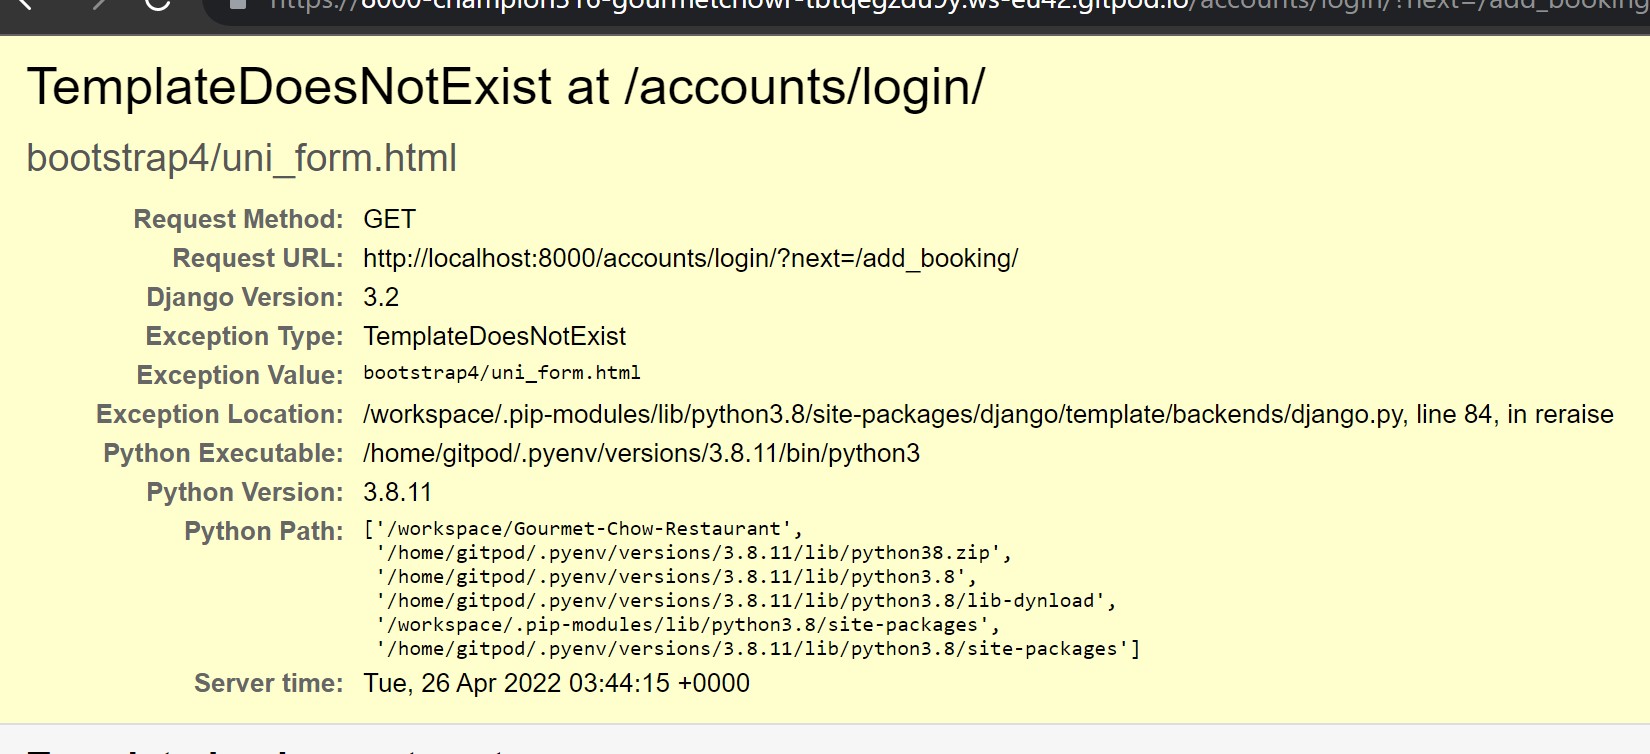 TemplateDoesNotExist at /accounts/login/
bootstrap4/uni_form.html
Request Method: GET
Request URL: http://localhost:8000/accounts/login/?next=/add_booking/
Django Version: 3.2
Exception Type: TemplateDoesNotExist
Exception Value: bootstrap4/uni_form.html
Exception Location: /workspace/.pip-modules/lib/python3.8/site-packages/django/template/backends/django.py, line 84, in reraise
Python Executable: /home/gitpod/.pyenv/versions/3.8.11/bin/python3
Python Version: 3.8.11
Python Path: ['/workspace/Gourmet-Chow-Restaurant',
'/home/gitpod/.pyenv/versions/3.8.11/lib/python38.zip',
'/home/gitpod/.pyenv/versions/3.8.11/lib/python3.8',
'/home/gitpod/.pyenv/versions/3.8.11/lib/python3.8/lib-dynload',
'/workspace/.pip-modules/lib/python3.8/site-packages',
'/home/gitpod/.pyenv/versions/3.8.11/lib/python3.8/site-packages']
Server time: Tue, 26 Apr 2022 03:44:15 +0000